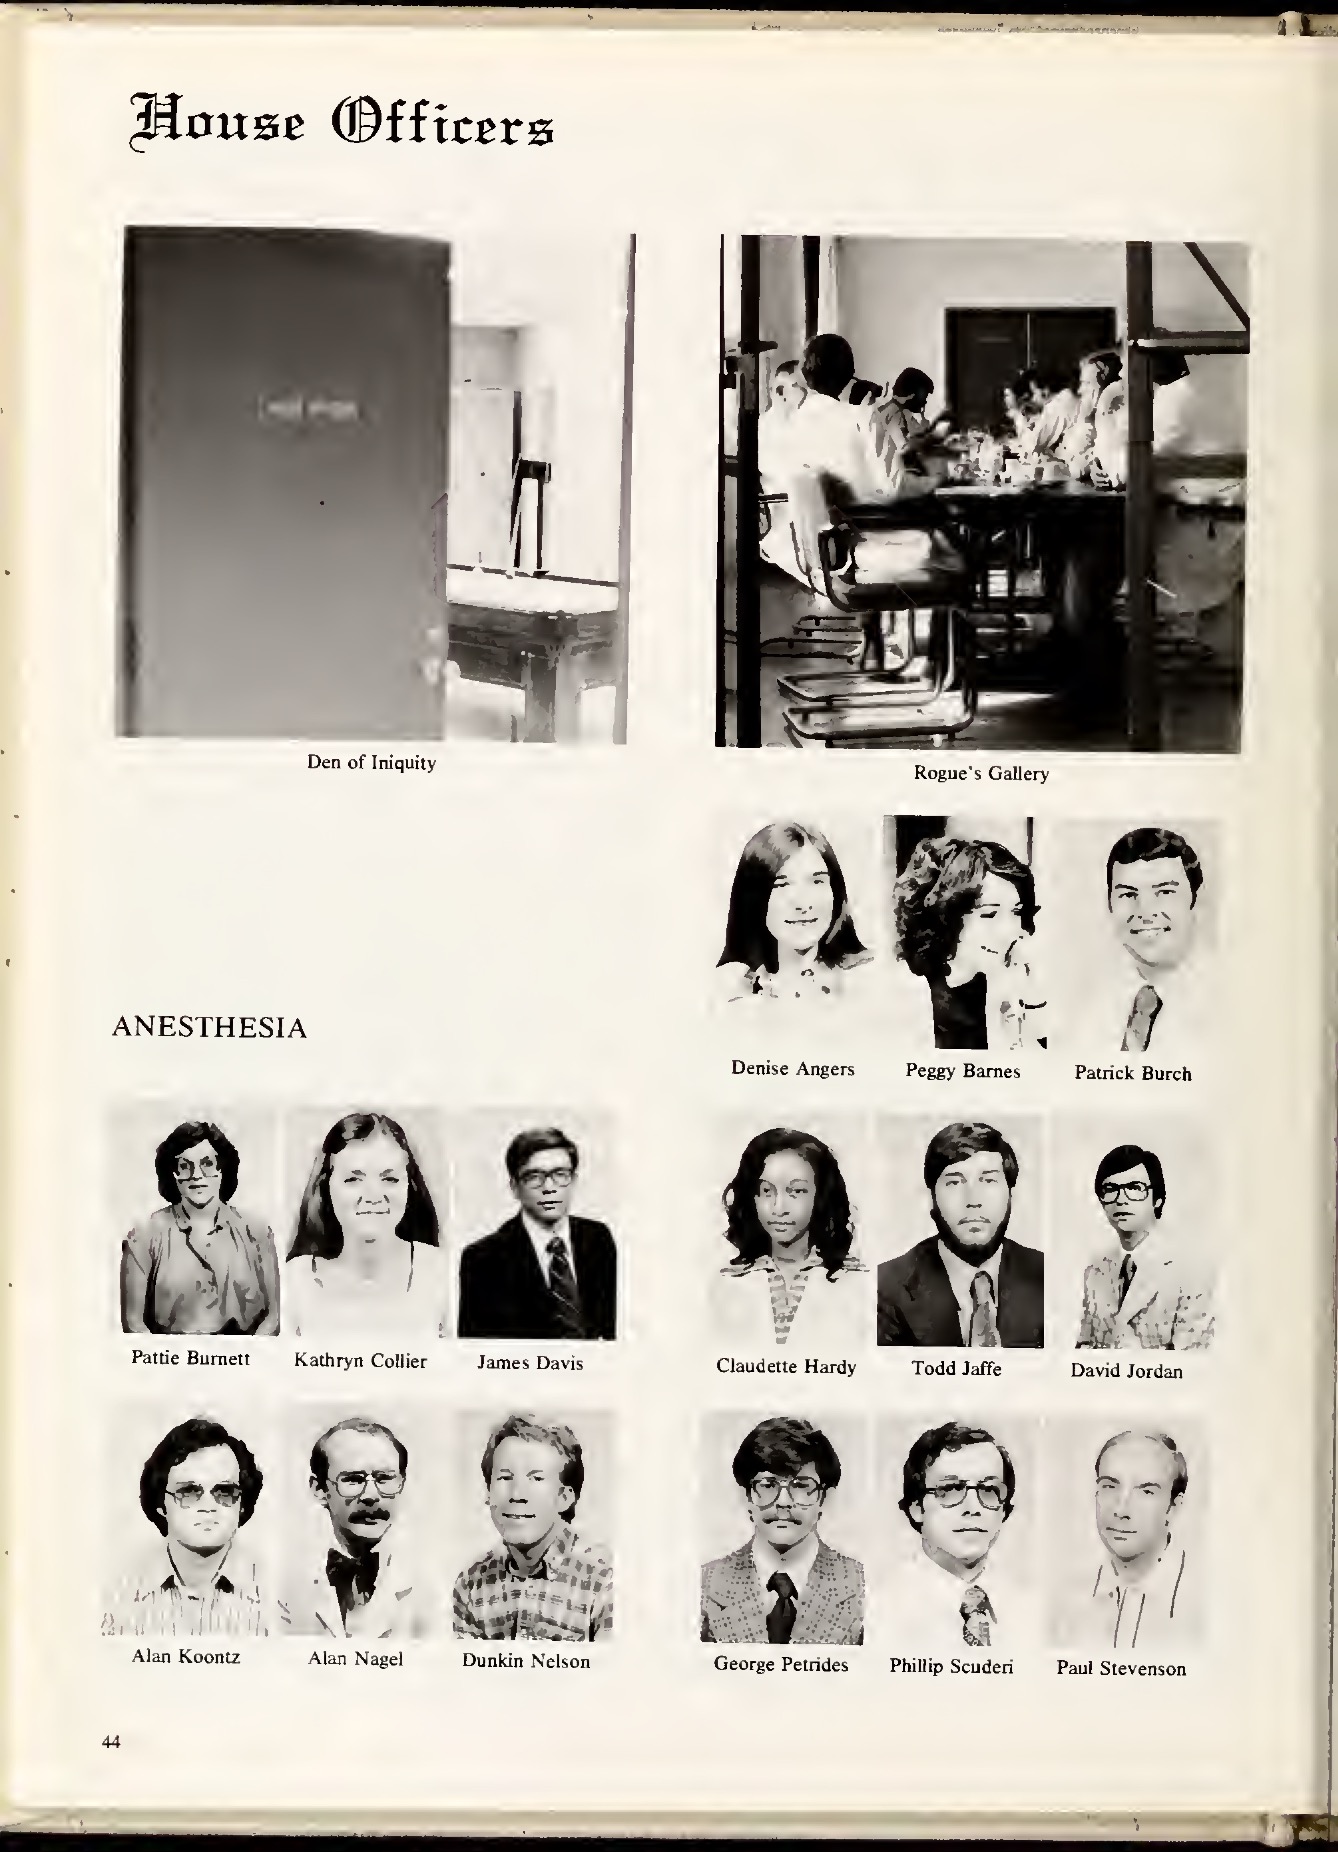 House Officers
Den of Iniquity
Rogue's Gallery
Denise Angers Peggy Barnes Patrick Burch
ANESTHESIA
Pattie Burnett Kathryn Collier James Davis Claudette Hardy Todd Jaffe David Jordan
Alan Koontz Alan Nagel Dunkin Nelson George Petrides Phillip Scuderi Paul Stevenson
44